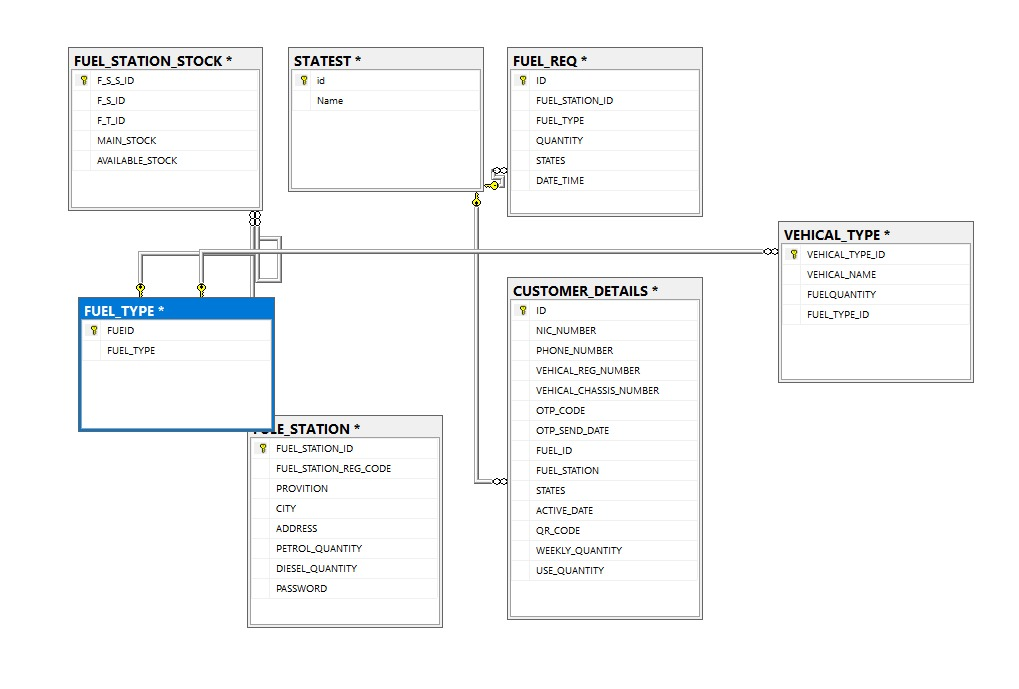 FUEL_STATION_STOCK *
F_S_S_ID
F_S_ID
F_T_ID
MAIN_STOCK
AVAILABLE_STOCK
STATEST *
id
Name
FUEL_REQ *
ID
FUEL_STATION_ID
FUEL_TYPE
QUANTITY
STATES
DATE_TIME
VEHICAL_TYPE *
VEHICAL_TYPE_ID
VEHICAL_NAME
FUELQUANTITY
FUEL_TYPE_ID
FUEL_TYPE *
FUEID
FUEL_TYPE
CUSTOMER_DETAILS *
ID
NIC_NUMBER
PHONE_NUMBER
VEHICAL_REG_NUMBER
VEHICAL_CHASSIS_NUMBER
OTP_CODE
OTP_SEND_DATE
FUEL_ID
FUEL_STATION
STATES
ACTIVE_DATE
QR_CODE
WEEKLY_QUANTITY
USE_QUANTITY
FULE_STATION *
FUEL_STATION_ID
FUEL_STATION_REG_CODE
PROVITION
CITY
ADDRESS
PETROL_QUANTITY
DIESEL_QUANTITY
PASSWORD